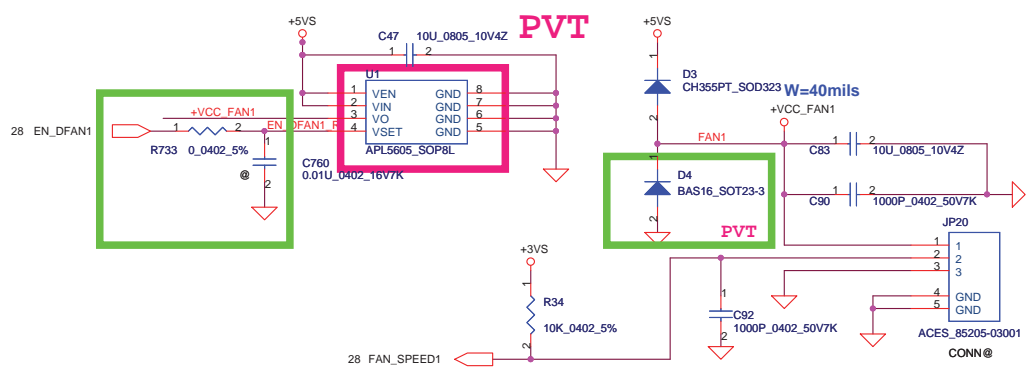 +5VS
PVT
+5VS
C47
10U_0805_10V4Z
1 2
U1
1 VEN GND 8
2 VIN GND 7
3 VO GND 6
4 VSET GND 5
APL5605_SOP8L
+VCC_FAN1
28 EN_DFAN1
1 2
EN_DFAN1_R
R733 0_0402_5%
1
2
@
C760
0.01U_0402_16V7K
D3
CH355PT_SOD323
1
2
W=40mils
+VCC_FAN1
FAN1
C83
1 2
10U_0805_10V4Z
D4
BAS16_SOT23-3
1
2
PVT
C90
1 2
1000P_0402_50V7K
JP20
1 1
2 2
3 3
4 GND
5 GND
ACES_85205-03001
CONN@
+3VS
1
R34
10K_0402_5%
2
1
C92
1000P_0402_50V7K
2
28 FAN_SPEED1